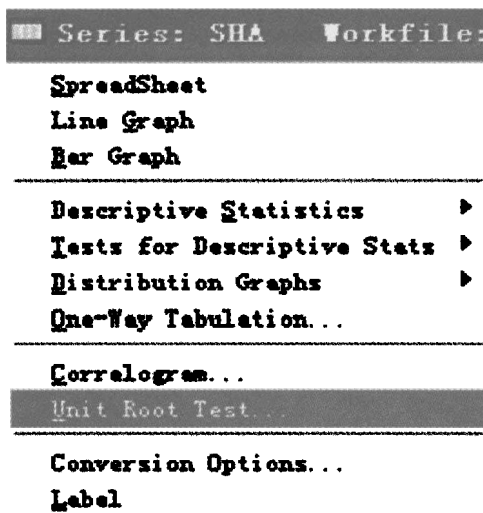 Series: SHA Workfile:
SpreadSheet
Line Graph
Bar Graph
Descriptive Statistics
Tests for Descriptive Stats
Distribution Graphs
One-Way Tabulation...
Correlogram...
Unit Root Test...
Conversion Options...
Label